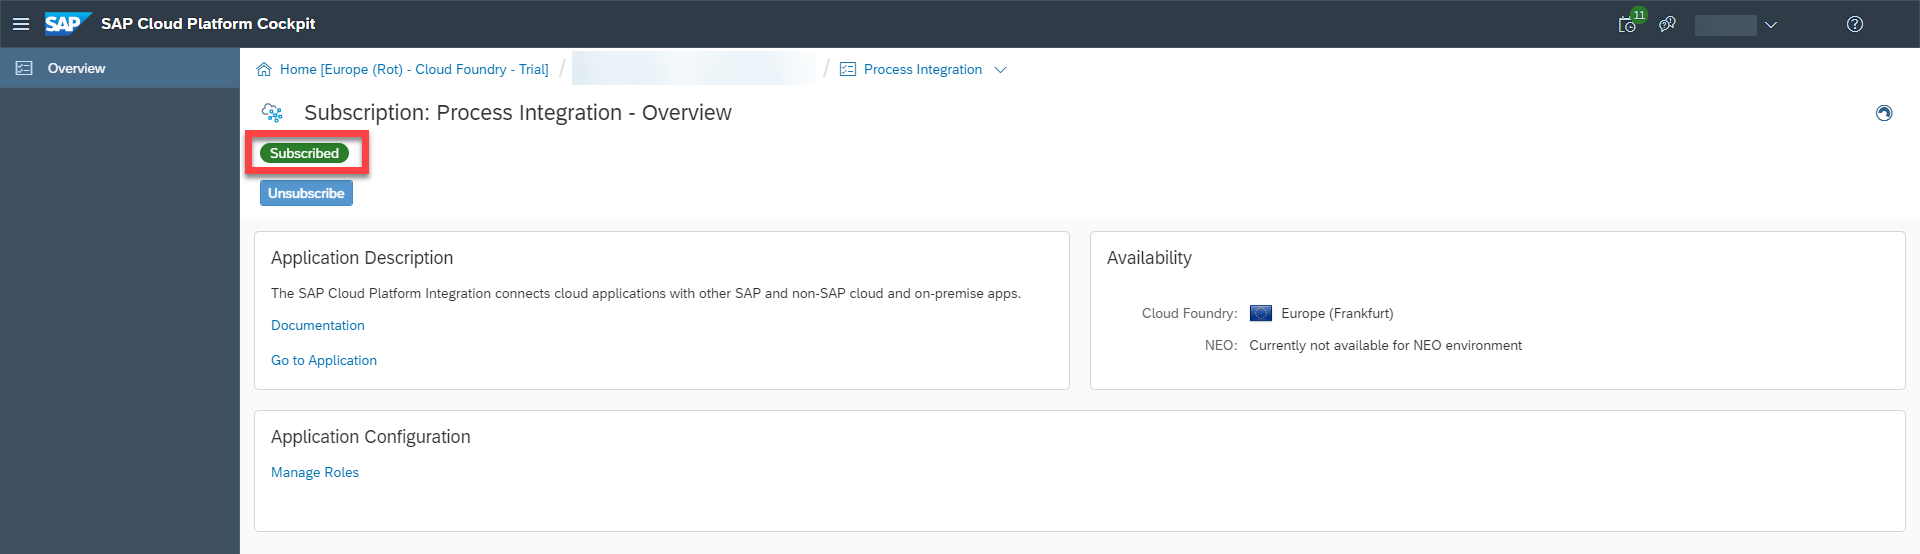 SAP SAP Cloud Platform Cockpit
11
Overview
Home [Europe (Rot) - Cloud Foundry - Trial] / / Process Integration
Subscription: Process Integration - Overview
Subscribed
Unsubscribe
Application Description
The SAP Cloud Platform Integration connects cloud applications with other SAP and non-SAP cloud and on-premise apps.
Documentation
Go to Application
Availability
Cloud Foundry: Europe (Frankfurt)
NEO: Currently not available for NEO environment
Application Configuration
Manage Roles